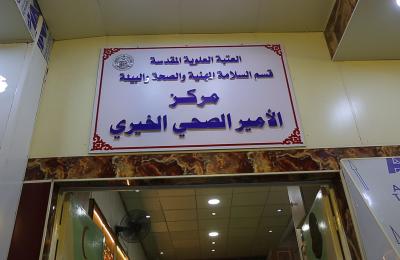 العتبة العلوية المقدسة
قسم السلامة المهنية والصحة والبيئة
مركز
الأمير الصحي الخيري